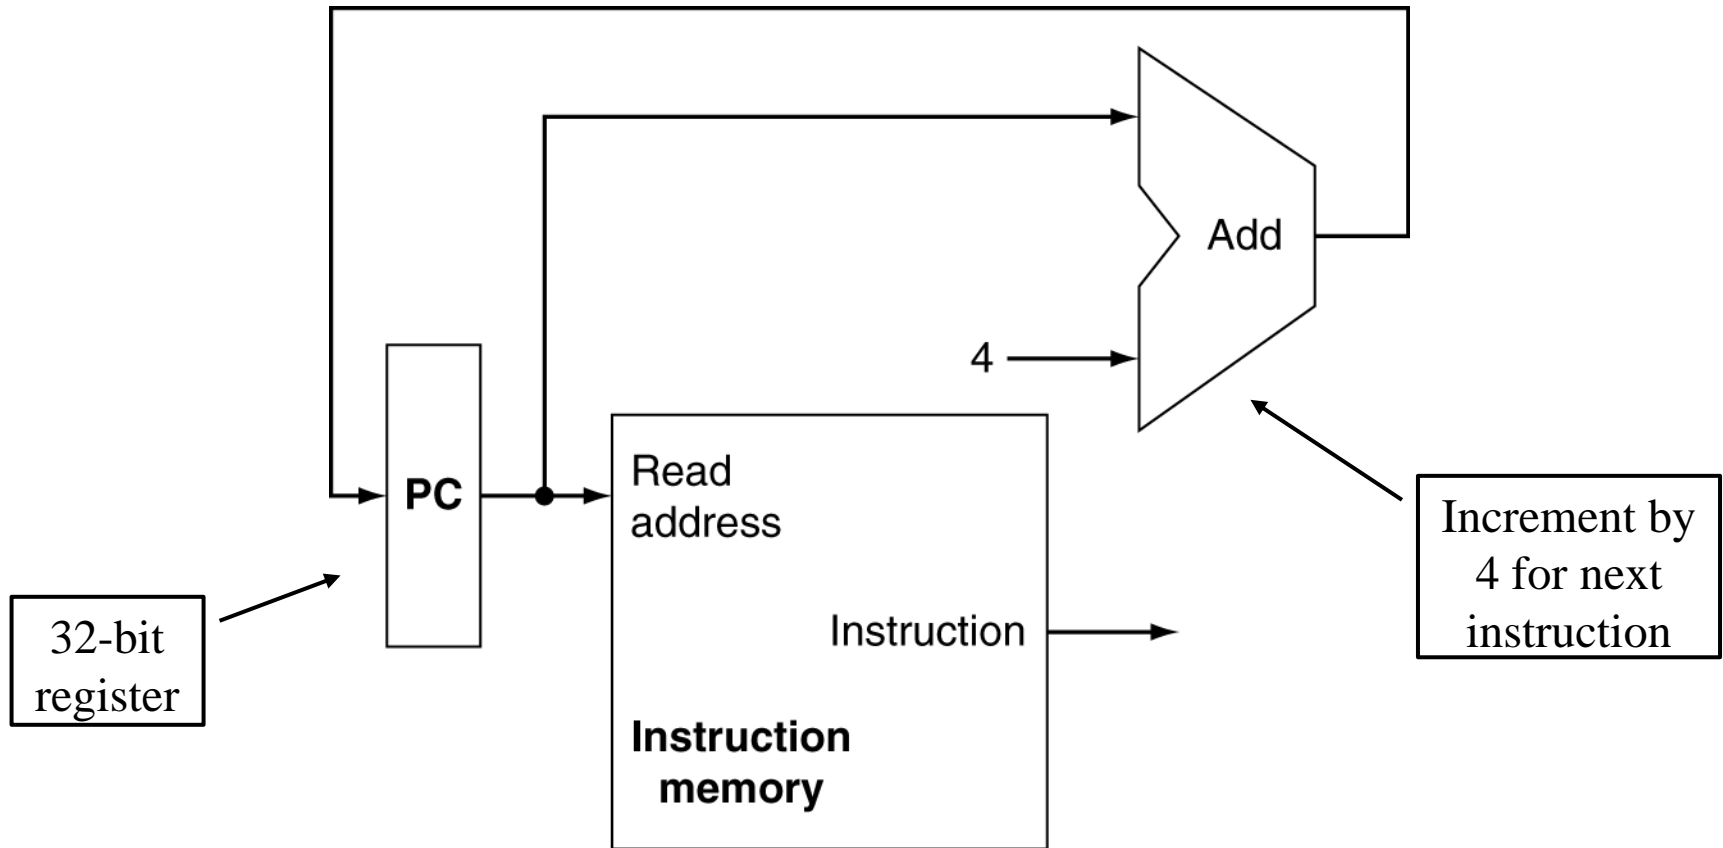 Add
4
PC
Read
address
Instruction
Instruction
memory
32-bit
register
Increment by
4 for next
instruction